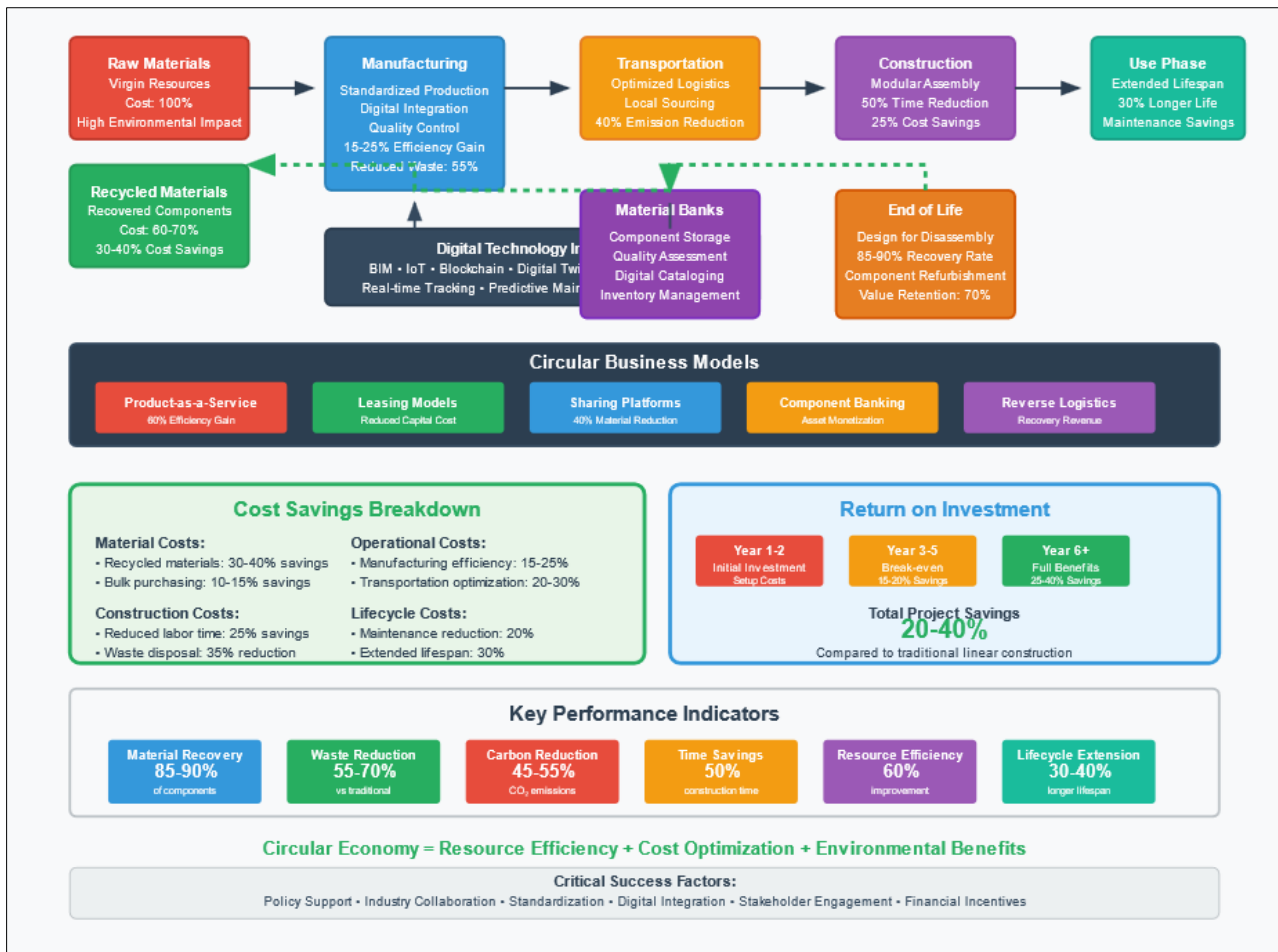 Raw Materials
Virgin Resources
Cost: 100%
High Environmental Impact
Manufacturing
Standardized Production
Digital Integration
Quality Control
15-25% Efficiency Gain
Reduced Waste: 55%
Transportation
Optimized Logistics
Local Sourcing
40% Emission Reduction
Construction
Modular Assembly
50% Time Reduction
25% Cost Savings
Use Phase
Extended Lifespan
30% Longer Life
Maintenance Savings
Recycled Materials
Recovered Components
Cost: 60-70%
30-40% Cost Savings
Digital Technology
BIM • IoT • Blockchain • Digital
Real-time Tracking • Predictive
Material Banks
Component Storage
Quality Assessment
Digital Cataloging
Inventory Management
End of Life
Design for Disassembly
85-90% Recovery Rate
Component Refurbishment
Value Retention: 70%
Circular Business Models
Product-as-a-Service
60% Efficiency Gain
Leasing Models
Reduced Capital Cost
Sharing Platforms
40% Material Reduction
Component Banking
Asset Monetization
Reverse Logistics
Recovery Revenue
Cost Savings Breakdown
Material Costs:
• Recycled materials: 30-40% savings
• Bulk purchasing: 10-15% savings
Operational Costs:
• Manufacturing efficiency: 15-25%
• Transportation optimization: 20-30%
Construction Costs:
• Reduced labor time: 25% savings
• Waste disposal: 35% reduction
Lifecycle Costs:
• Maintenance reduction: 20%
• Extended lifespan: 30%
Return on Investment
Year 1-2
Initial Investment
Setup Costs
Year 3-5
Break-even
15-20% Savings
Year 6+
Full Benefits
25-40% Savings
Total Project Savings
20-40%
Compared to traditional linear construction
Key Performance Indicators
Material Recovery
85-90%
of components
Waste Reduction
55-70%
vs traditional
Carbon Reduction
45-55%
CO₂ emissions
Time Savings
50%
construction time
Resource Efficiency
60%
improvement
Lifecycle Extension
30-40%
longer lifespan
Circular Economy = Resource Efficiency + Cost Optimization + Environmental Benefits
Critical Success Factors:
Policy Support • Industry Collaboration • Standardization • Digital Integration • Stakeholder Engagement • Financial Incentives